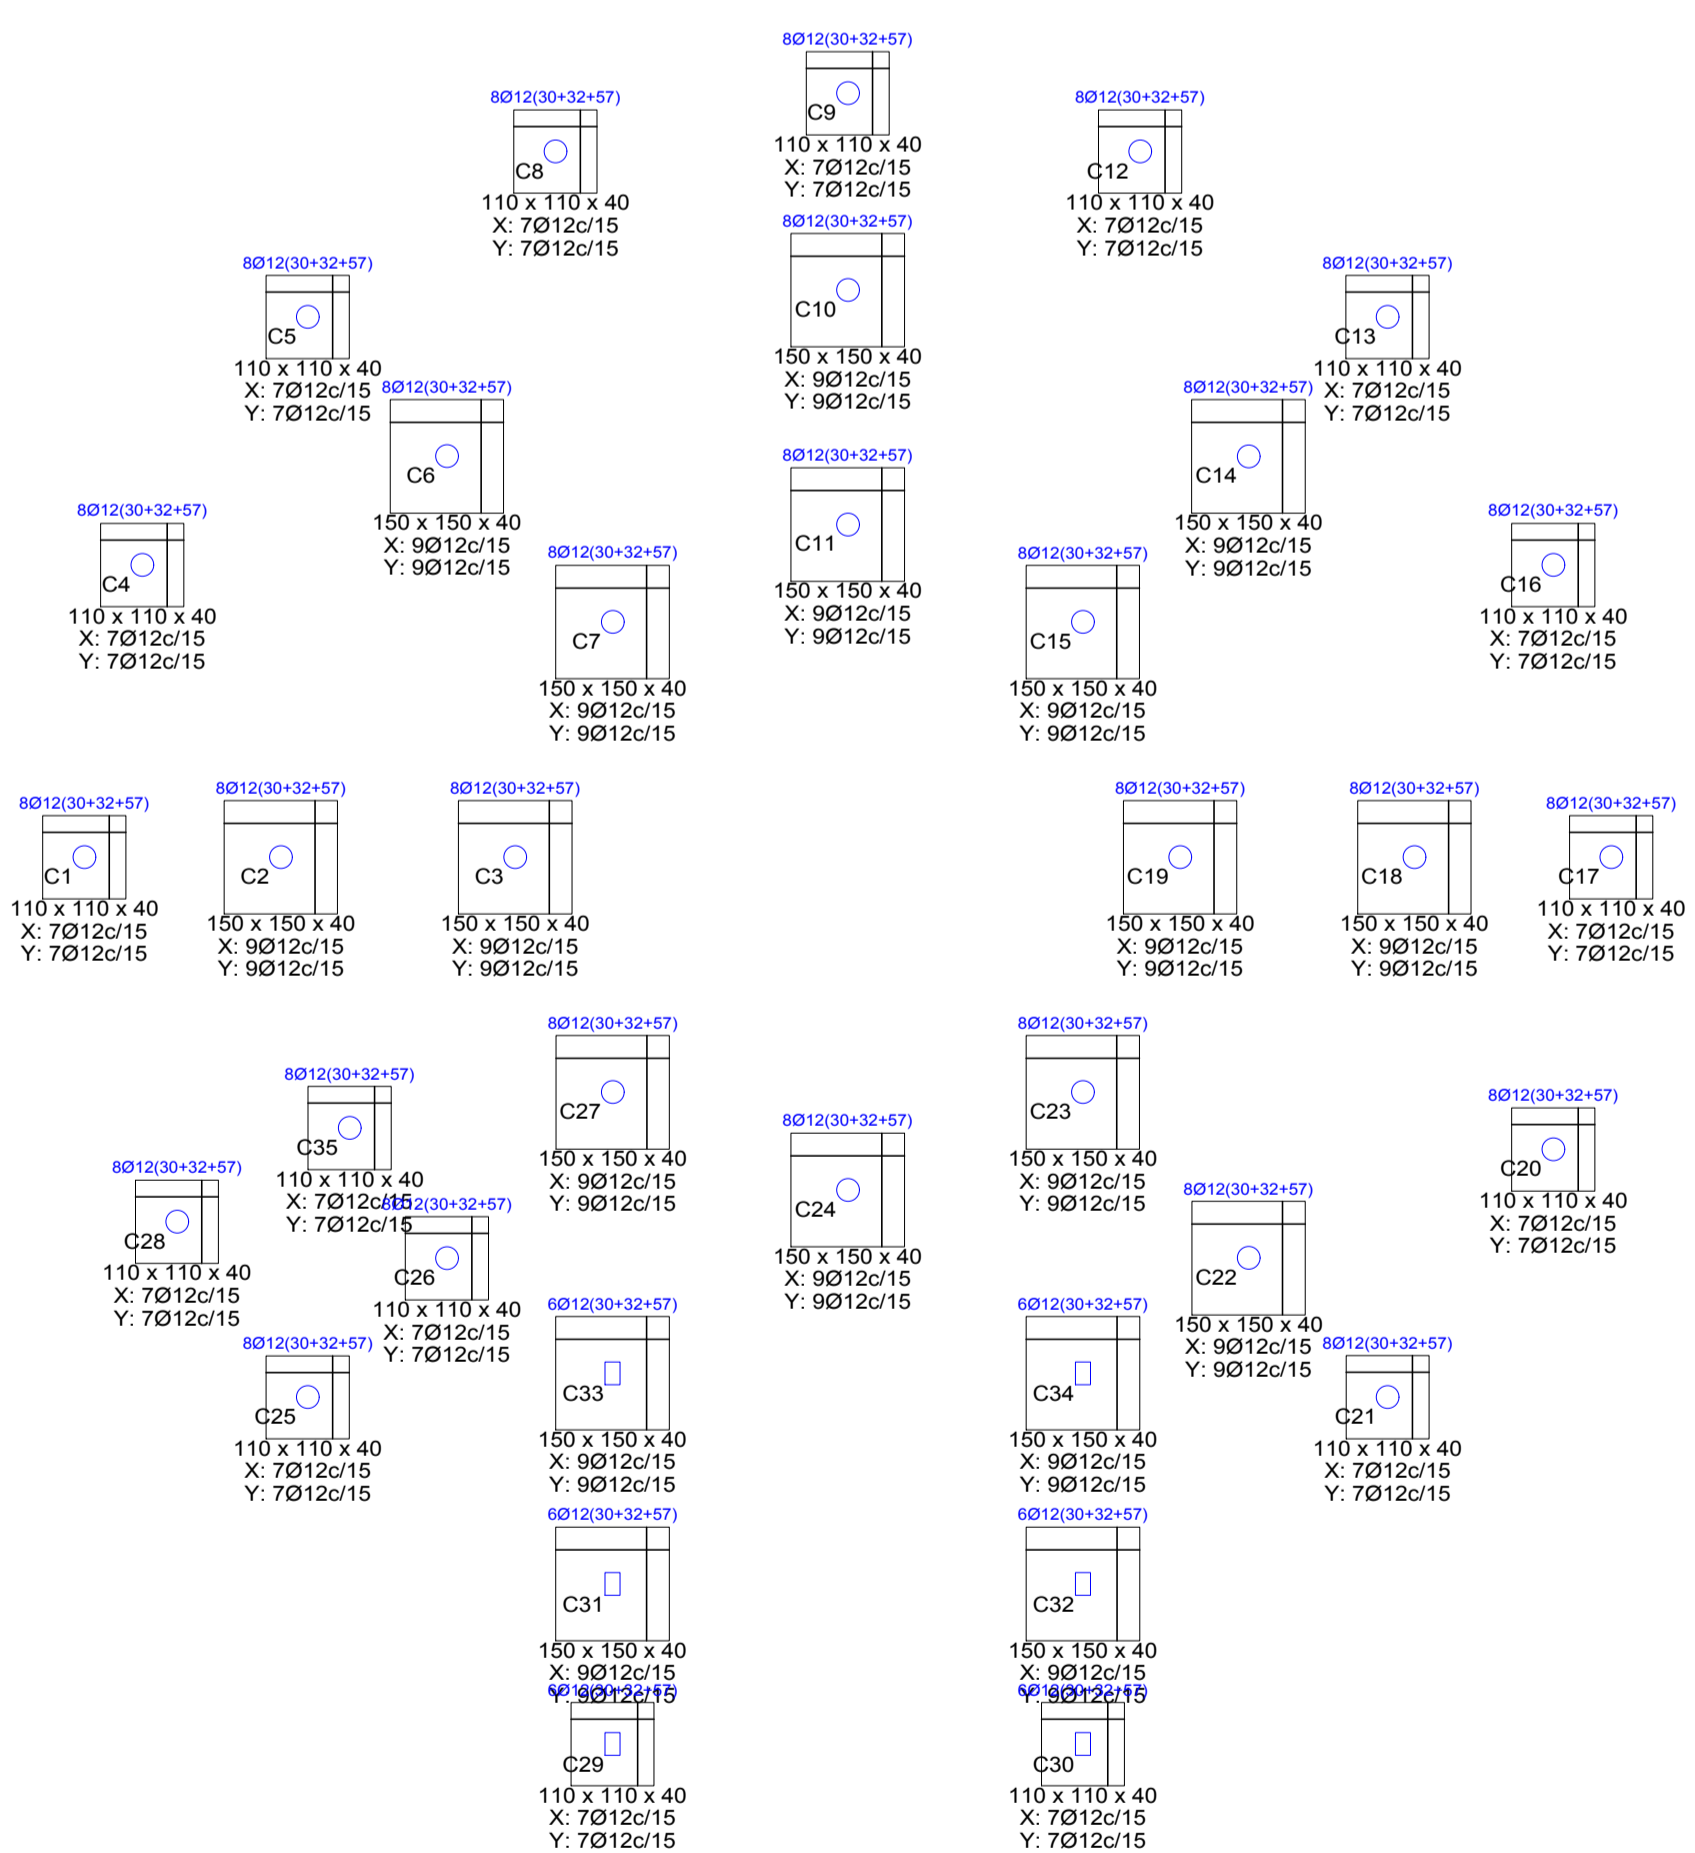 8Ø12(30+32+57)
C9
110 x 110 x 40
X: 7Ø12c/15
Y: 7Ø12c/15
8Ø12(30+32+57)
C8
110 x 110 x 40
X: 7Ø12c/15
Y: 7Ø12c/15
8Ø12(30+32+57)
C12
110 x 110 x 40
X: 7Ø12c/15
Y: 7Ø12c/15
8Ø12(30+32+57)
C10
150 x 150 x 40
X: 9Ø12c/15
Y: 9Ø12c/15
8Ø12(30+32+57)
C5
110 x 110 x 40
X: 7Ø12c/15
Y: 7Ø12c/15
8Ø12(30+32+57)
C13
110 x 110 x 40
X: 7Ø12c/15
Y: 7Ø12c/15
8Ø12(30+32+57)
C6
150 x 150 x 40
X: 9Ø12c/15
Y: 9Ø12c/15
8Ø12(30+32+57)
C14
150 x 150 x 40
X: 9Ø12c/15
Y: 9Ø12c/15
8Ø12(30+32+57)
C11
150 x 150 x 40
X: 9Ø12c/15
Y: 9Ø12c/15
8Ø12(30+32+57)
C4
110 x 110 x 40
X: 7Ø12c/15
Y: 7Ø12c/15
8Ø12(30+32+57)
C16
110 x 110 x 40
X: 7Ø12c/15
Y: 7Ø12c/15
8Ø12(30+32+57)
C7
150 x 150 x 40
X: 9Ø12c/15
Y: 9Ø12c/15
8Ø12(30+32+57)
C15
150 x 150 x 40
X: 9Ø12c/15
Y: 9Ø12c/15
8Ø12(30+32+57)
C1
110 x 110 x 40
X: 7Ø12c/15
Y: 7Ø12c/15
8Ø12(30+32+57)
C2
150 x 150 x 40
X: 9Ø12c/15
Y: 9Ø12c/15
8Ø12(30+32+57)
C3
150 x 150 x 40
X: 9Ø12c/15
Y: 9Ø12c/15
8Ø12(30+32+57)
C19
150 x 150 x 40
X: 9Ø12c/15
Y: 9Ø12c/15
8Ø12(30+32+57)
C18
150 x 150 x 40
X: 9Ø12c/15
Y: 9Ø12c/15
8Ø12(30+32+57)
C17
110 x 110 x 40
X: 7Ø12c/15
Y: 7Ø12c/15
8Ø12(30+32+57)
C27
150 x 150 x 40
X: 9Ø12c/15
Y: 9Ø12c/15
8Ø12(30+32+57)
C23
150 x 150 x 40
X: 9Ø12c/15
Y: 9Ø12c/15
8Ø12(30+32+57)
C35
110 x 110 x 40
X: 7Ø12c/15
Y: 7Ø12c/15
8Ø12(30+32+57)
C20
110 x 110 x 40
X: 7Ø12c/15
Y: 7Ø12c/15
8Ø12(30+32+57)
C24
150 x 150 x 40
X: 9Ø12c/15
Y: 9Ø12c/15
8Ø12(30+32+57)
C28
110 x 110 x 40
X: 7Ø12c/15
Y: 7Ø12c/15
8Ø12(30+32+57)
C26
110 x 110 x 40
X: 7Ø12c/15
Y: 7Ø12c/15
8Ø12(30+32+57)
C22
150 x 150 x 40
X: 9Ø12c/15
Y: 9Ø12c/15
6Ø12(30+32+57)
C33
150 x 150 x 40
X: 9Ø12c/15
Y: 9Ø12c/15
6Ø12(30+32+57)
C34
150 x 150 x 40
X: 9Ø12c/15
Y: 9Ø12c/15
8Ø12(30+32+57)
C25
110 x 110 x 40
X: 7Ø12c/15
Y: 7Ø12c/15
8Ø12(30+32+57)
C21
110 x 110 x 40
X: 7Ø12c/15
Y: 7Ø12c/15
6Ø12(30+32+57)
C31
150 x 150 x 40
X: 9Ø12c/15
Y: 9Ø12c/15
6Ø12(30+32+57)
C32
150 x 150 x 40
X: 9Ø12c/15
Y: 9Ø12c/15
6Ø12(30+32+57)
C29
110 x 110 x 40
X: 7Ø12c/15
Y: 7Ø12c/15
6Ø12(30+32+57)
C30
110 x 110 x 40
X: 7Ø12c/15
Y: 7Ø12c/15